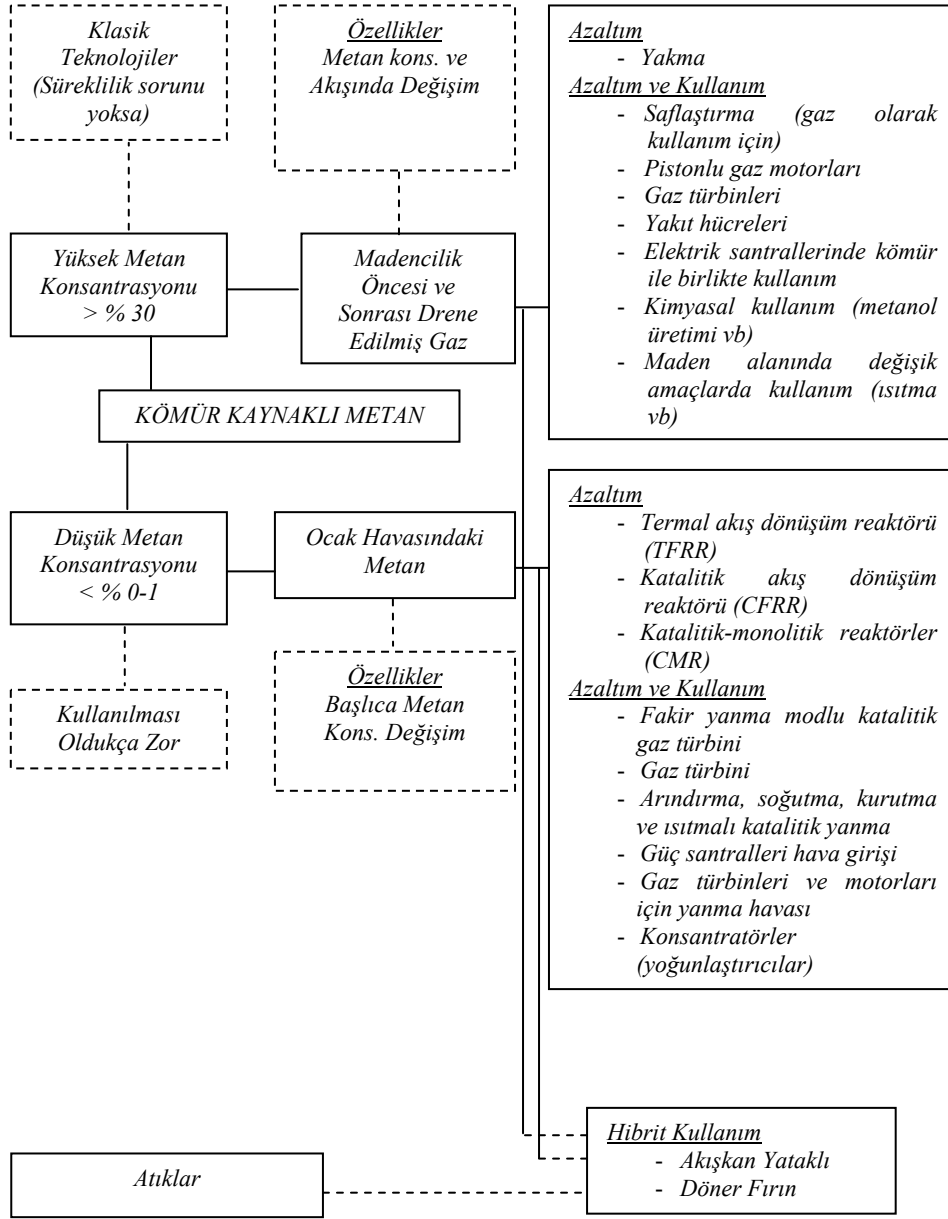 Klasik
Teknolojiler
(Süreklilik sorunu
yoksa)
Özellikler
Metan kons. ve
Akışında Değişim
Azaltım
- Yakma
Azaltım ve Kullanım
- Saflaştırma (gaz olarak
kullanım için)
- Pistonlu gaz motorları
- Gaz türbinleri
- Yakıt hücreleri
- Elektrik santrallerinde kömür
ile birlikte kullanım
- Kimyasal kullanım (metanol
üretimi vb)
- Maden alanında değişik
amaçlarda kullanım (ısıtma
vb)
Yüksek Metan
Konsantrasyonu
> % 30
Madencilik
Öncesi ve
Sonrası Drene
Edilmiş Gaz
KÖMÜR KAYNAKLI METAN
Düşük Metan
Konsantrasyonu
< % 0-1
Ocak Havasındaki
Metan
Azaltım
- Termal akış dönüşüm reaktörü
(TFRR)
- Katalitik akış dönüşüm
reaktörü (CFRR)
- Katalitik-monolitik reaktörler
(CMR)
Azaltım ve Kullanım
- Fakir yanma modlu katalitik
gaz türbini
- Gaz türbini
- Arındırma, soğutma, kurutma
ve ısıtmalı katalitik yanma
- Güç santralleri hava girişi
- Gaz türbinleri ve motorları
için yanma havası
- Konsantratörler
(yoğunlaştırıcılar)
Kullanılması
Oldukça Zor
Özellikler
Başlıca Metan
Kons. Değişim
Hibrit Kullanım
- Akışkan Yataklı
- Döner Fırın
Atıklar